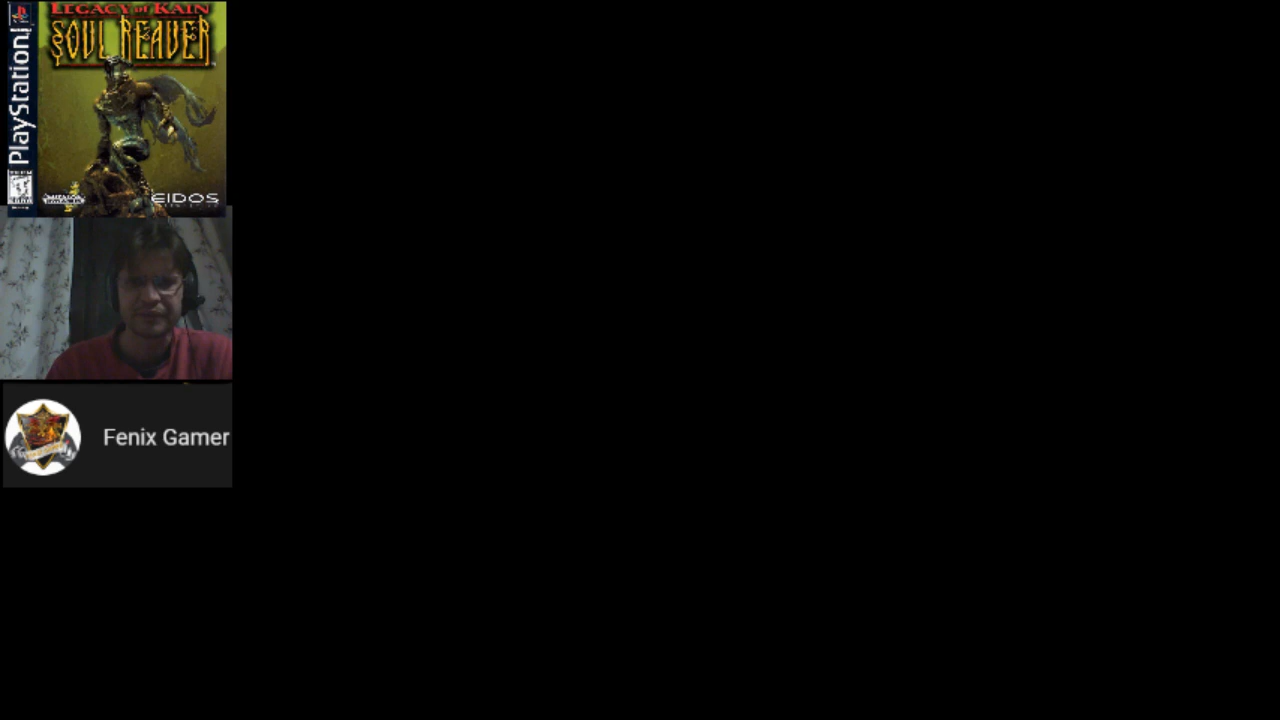 LEGACY of KAIN
SOUL REAVER
PlayStation
EIDOS
Fenix Gamer